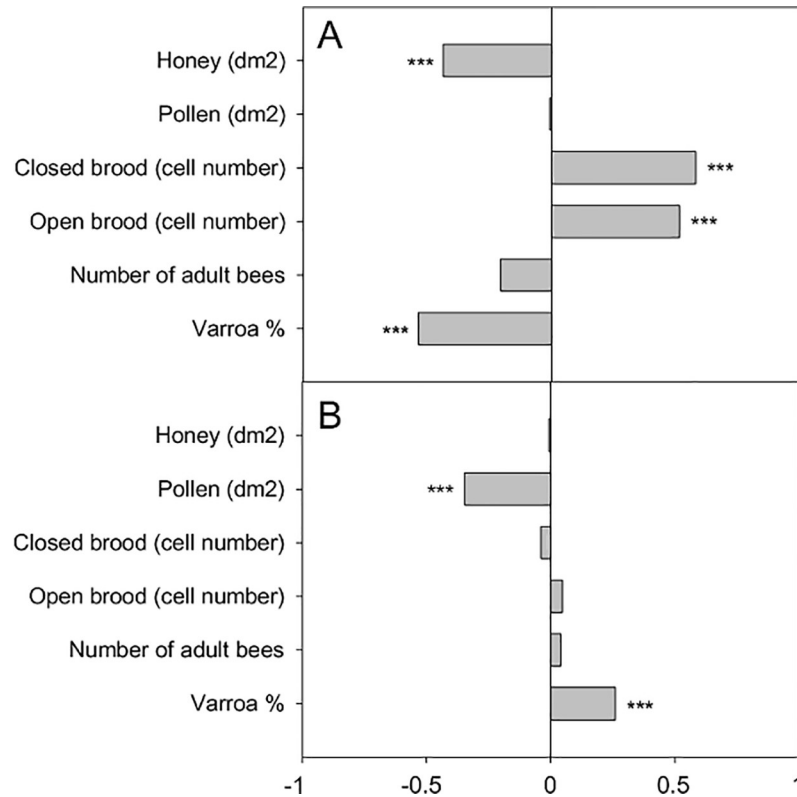 A
Honey (dm2)
***
Pollen (dm2)
Closed brood (cell number)
***
Open brood (cell number)
***
Number of adult bees
Varroa %
***
B
Honey (dm2)
Pollen (dm2)
***
Closed brood (cell number)
Open brood (cell number)
Number of adult bees
Varroa %
***
-1 -0.5 0 0.5 1